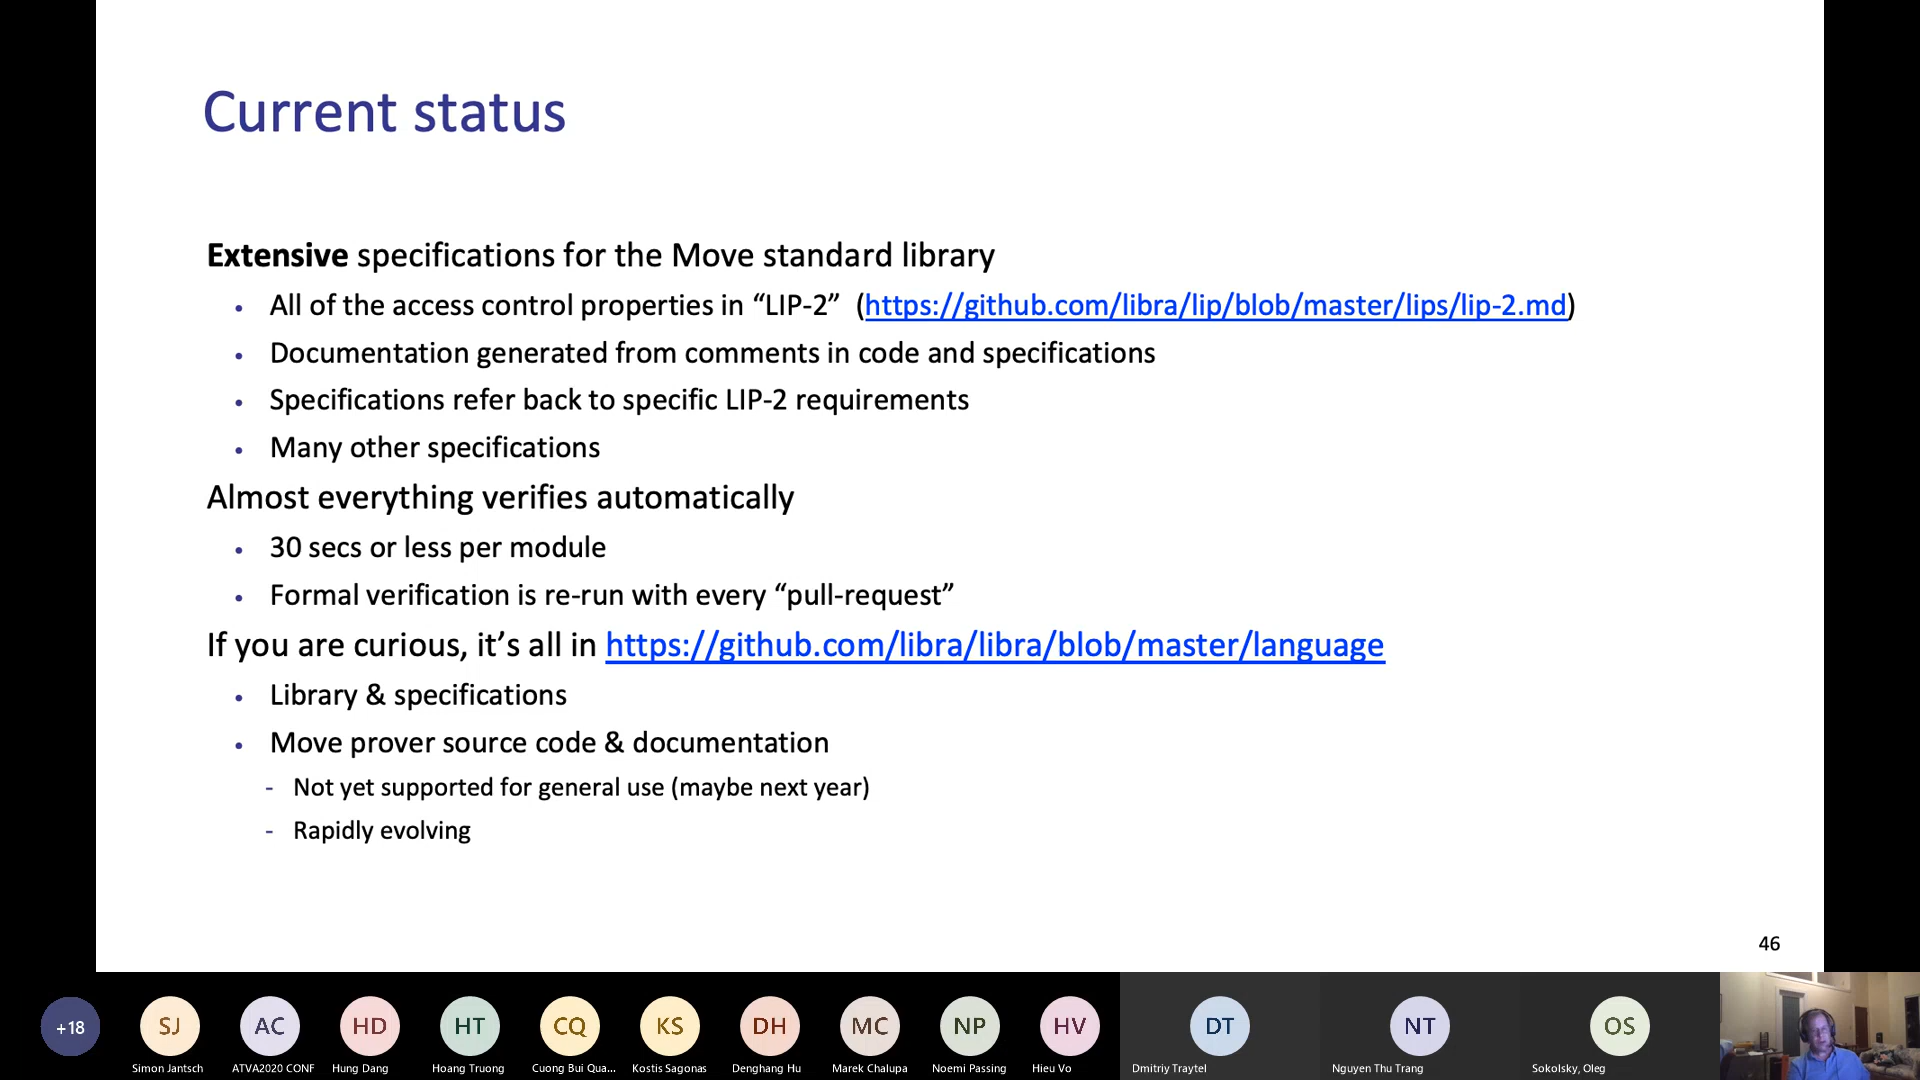 Current status
Extensive specifications for the Move standard library
• All of the access control properties in “LIP-2” (https://github.com/libra/lip/blob/master/lips/lip-2.md)
• Documentation generated from comments in code and specifications
• Specifications refer back to specific LIP-2 requirements
• Many other specifications
Almost everything verifies automatically
• 30 secs or less per module
• Formal verification is re-run with every “pull-request”
If you are curious, it’s all in https://github.com/libra/libra/blob/master/language
• Library & specifications
• Move prover source code & documentation
- Not yet supported for general use (maybe next year)
- Rapidly evolving
46
+18 SJ AC HD HT CQ KS DH MC NP HV DT NT OS
Simon Jantsch ATVA2020 CONF Hung Dang Hoang Truong Cuong Bui Qua... Kostis Sagonas Denghang Hu Marek Chalupa Noemi Passing Hieu Vo Dmitriy Traytel Nguyen Thu Trang Sokolsky, Oleg